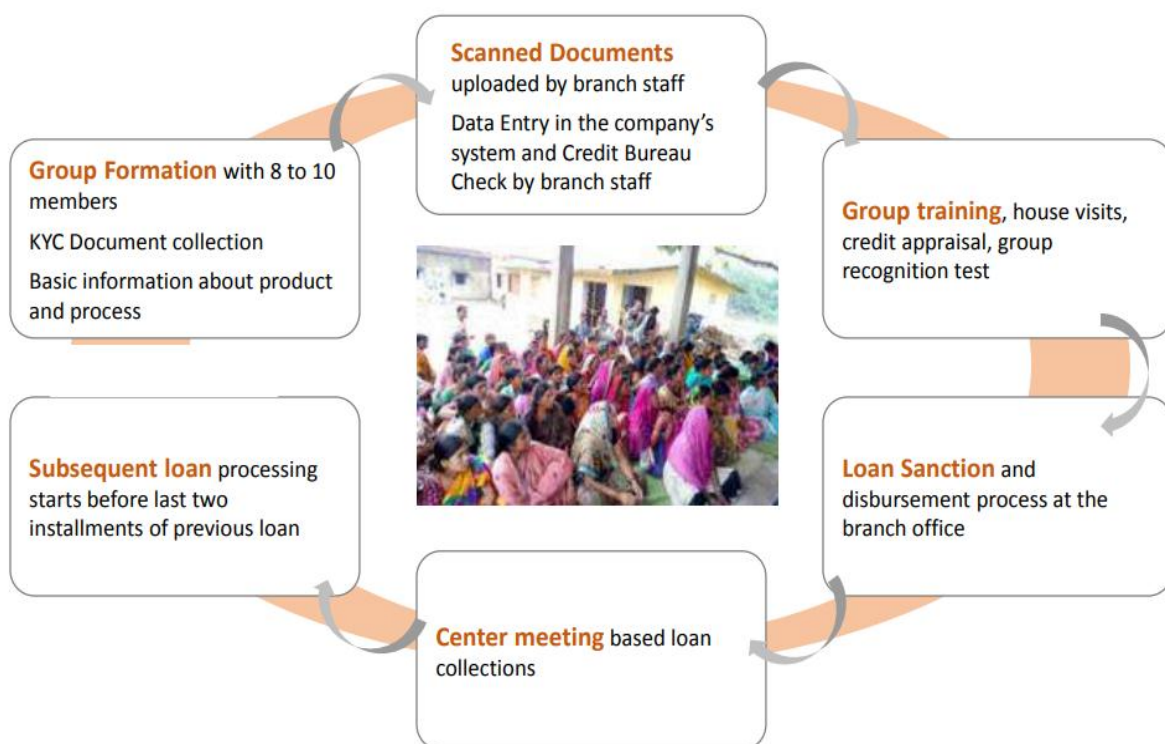 Scanned Documents
uploaded by branch staff
Data Entry in the company’s
system and Credit Bureau
Check by branch staff
Group Formation with 8 to 10
members
KYC Document collection
Basic information about product
and process
Group training, house visits,
credit appraisal, group
recognition test
Subsequent loan processing
starts before last two
installments of previous loan
Loan Sanction and
disbursement process at the
branch office
Center meeting based loan
collections